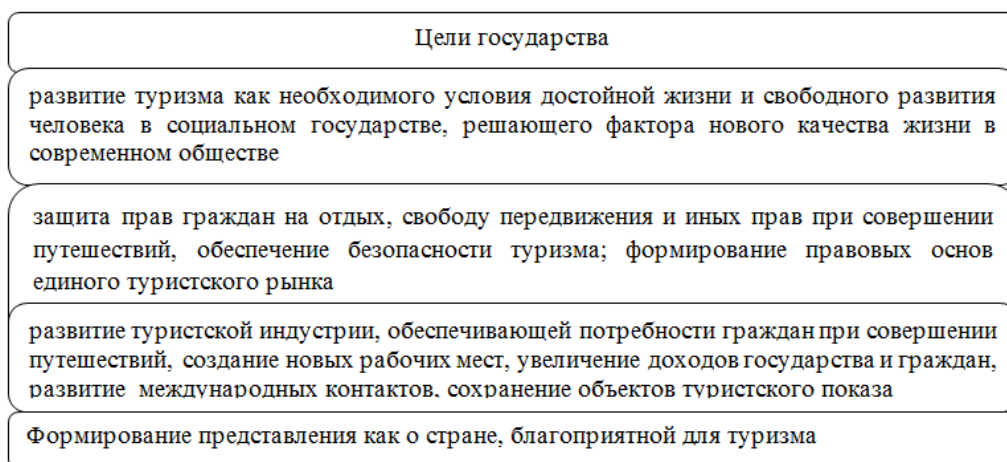 Цели государства
развитие туризма как необходимого условия достойной жизни и свободного развития
человека в социальном государстве, решающего фактора нового качества жизни в
современном обществе
защита прав граждан на отдых, свободу передвижения и иных прав при совершении
путешествий, обеспечение безопасности туризма; формирование правовых основ
единого туристского рынка
развитие туристской индустрии, обеспечивающей потребности граждан при совершении
путешествий, создание новых рабочих мест, увеличение доходов государства и граждан,
развитие международных контактов, сохранение объектов туристского показа
Формирование представления как о стране, благоприятной для туризма